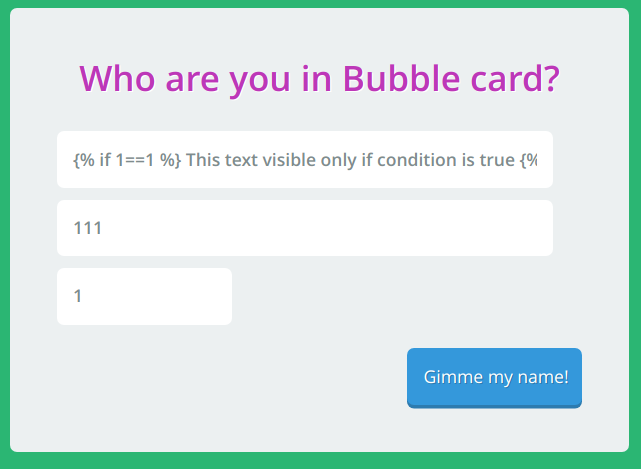 Who are you in Bubble card?
{% if 1==1 %} This text visible only if condition is true {%
111
1
Gimme my name!